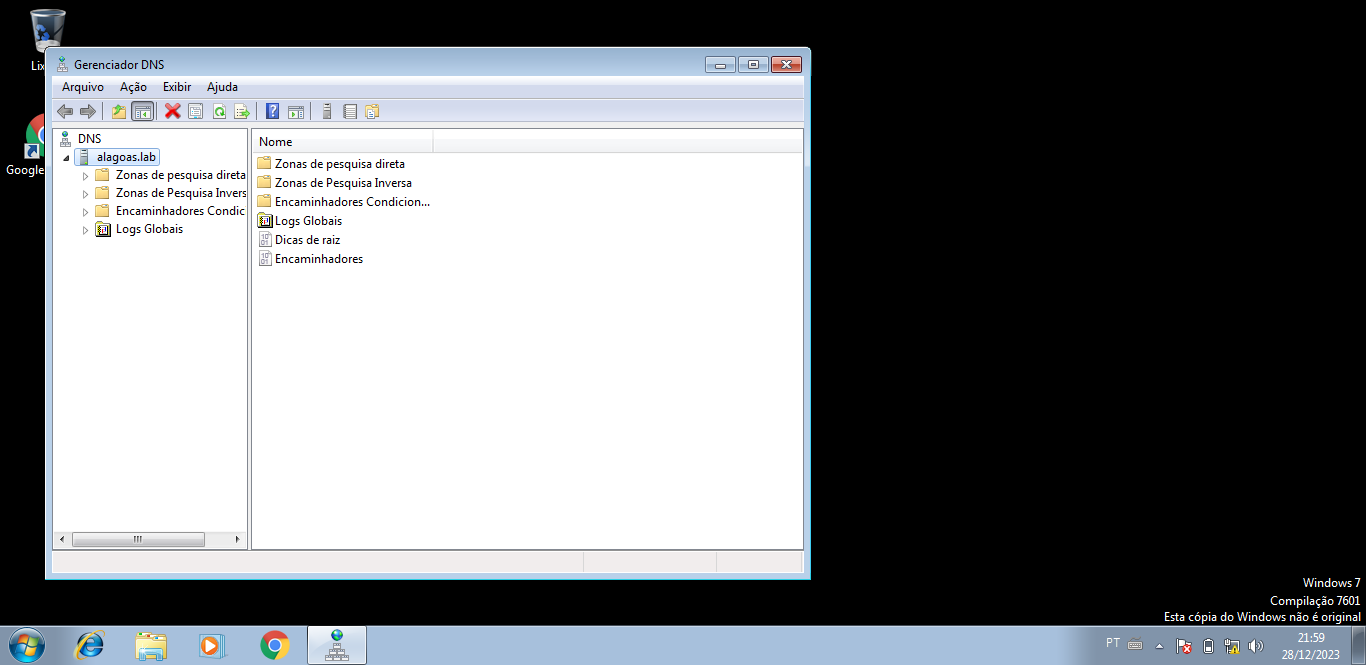 Lix
Google
Gerenciador DNS
Arquivo Ação Exibir Ajuda
DNS
alagoas.lab
Zonas de pesquisa direta
Zonas de Pesquisa Invers
Encaminhadores Condic
Logs Globais
Nome
Zonas de pesquisa direta
Zonas de Pesquisa Inversa
Encaminhadores Condicion...
Logs Globais
Dicas de raiz
Encaminhadores
Windows 7
Compilação 7601
Esta cópia do Windows não é original
PT
21:59
28/12/2023